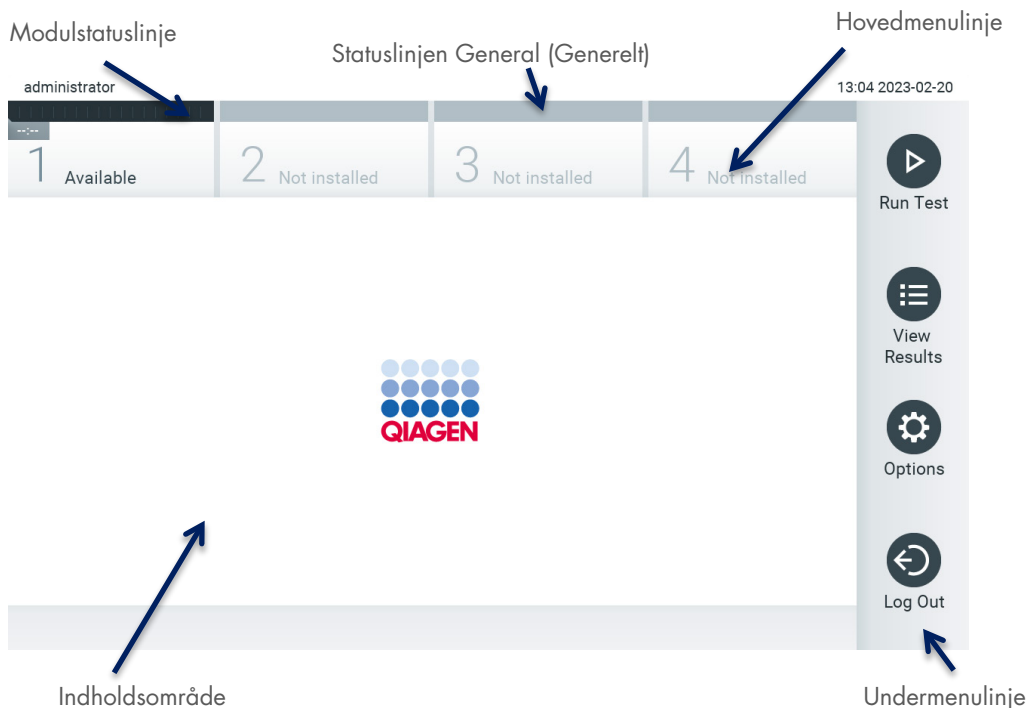 Modulstatuslinje
Statuslinjen General (Generelt)
Hovedmenulinje
administrator
13:04 2023-02-20
--:--
1 Available
2 Not installed
3 Not installed
4 Not installed
Run Test
View
Results
Options
Log Out
QIAGEN
Indholdsområde
Undermenulinje